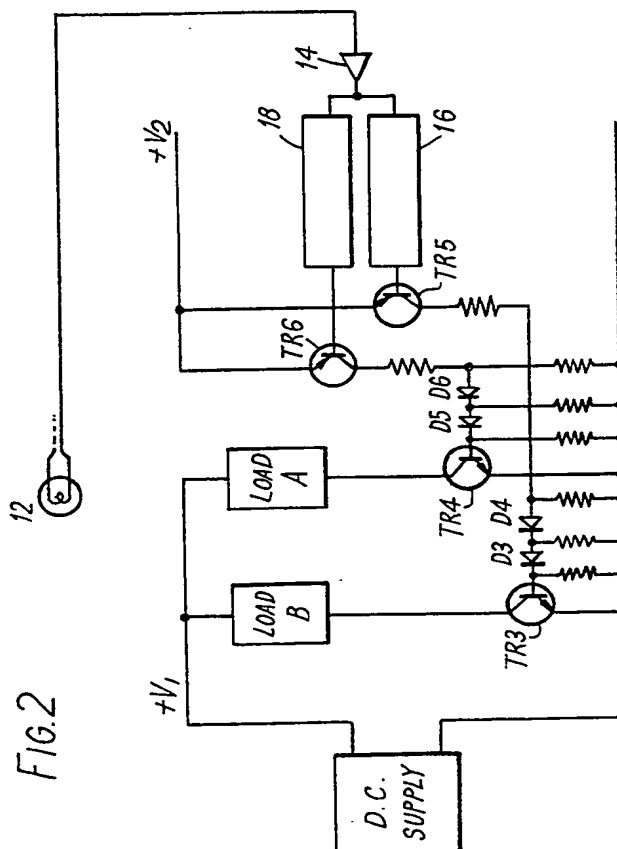 FIG.2
12
14
+V2
18
16
TR6
TR5
+V1
LOAD
A
LOAD
B
D5 D6
TR4
D3 D4
TR3
D.C.
SUPPLY